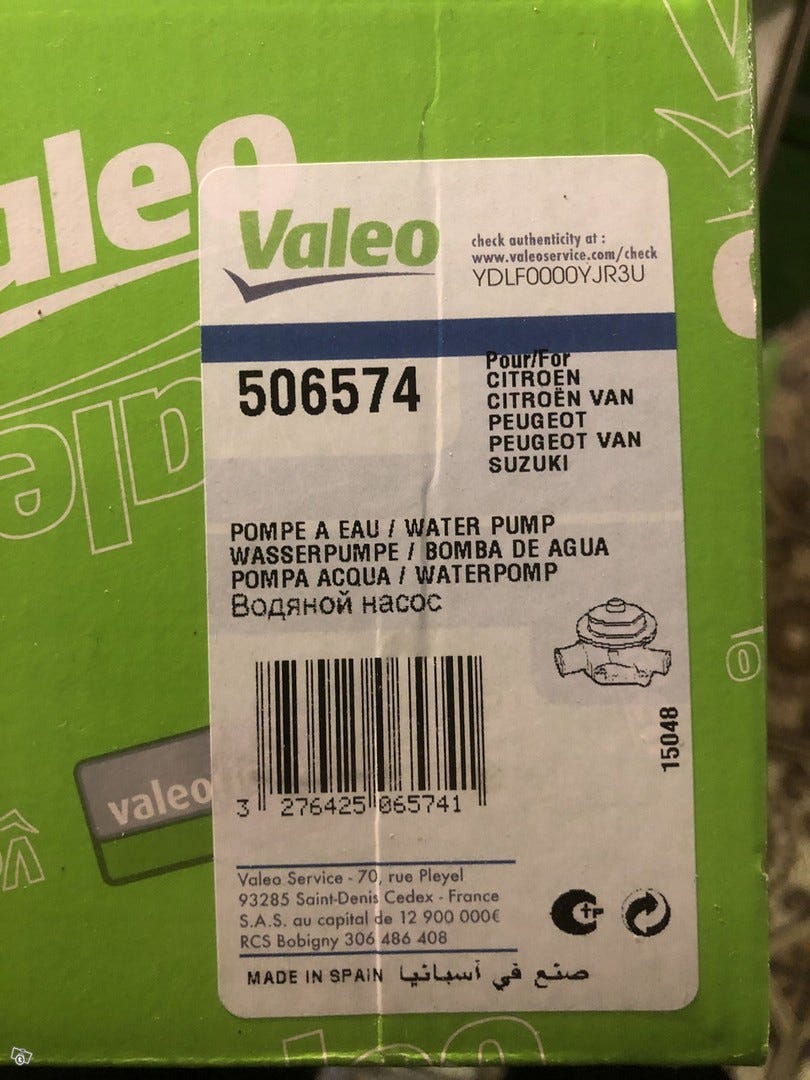 aleo
Valeo
check authenticity at :
www.valeoservice.com/check
YDLF0000YJR3U
506574
Pour/For
CITROEN
CITROËN VAN
PEUGEOT
PEUGEOT VAN
SUZUKI
POMPE A EAU / WATER PUMP
WASSERPUMPE / BOMBA DE AGUA
POMPA ACQUA / WATERPOMP
Водяной насос
3 276425 065741
15048
valeo
Valeo Service - 70, rue Pleyel
93285 Saint-Denis Cedex - France
S.A.S. au capital de 12 900 000€
RCS Bobigny 306 486 408
MADE IN SPAIN صنع في أسبانيا